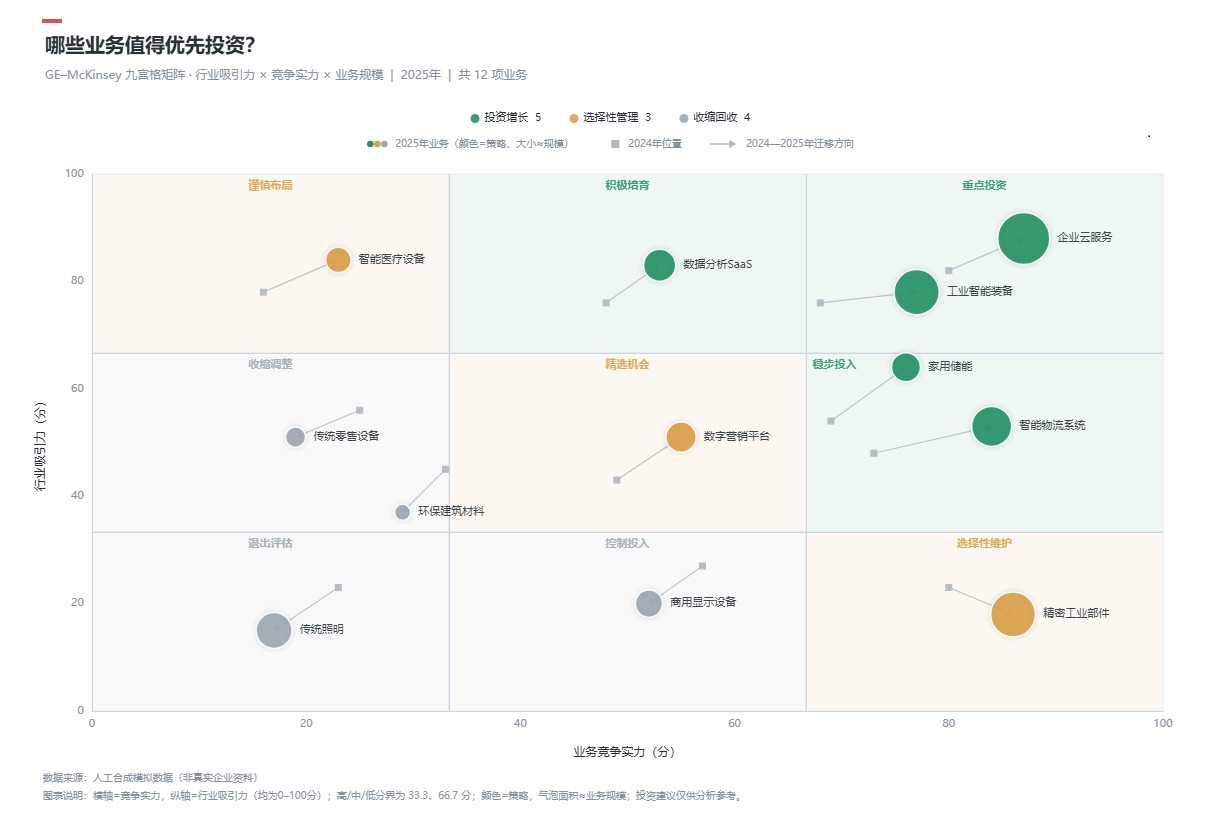 哪些业务值得优先投资?
GE–McKinsey 九宫格矩阵 · 行业吸引力 × 竞争实力 × 业务规模 | 2025年 | 共 12 项业务
投资增长 5 选择性管理 3 收缩回收 4
2025年业务（颜色=策略、大小≈规模） 2024年位置 2024—2025年迁移方向
100
谨慎布局 积极培育 重点投资
企业云服务
智能医疗设备
数据分析SaaS
80
工业智能装备
收缩调整 精选机会 稳步投入
家用储能
60
智能物流系统
传统零售设备
数字营销平台
行业吸引力（分）
环保建筑材料
40
退出评估 控制投入 选择性维护
20
商用显示设备
精密工业部件
传统照明
0
0 20 40 60 80 100
业务竞争实力（分）
数据来源：人工合成模拟数据（非真实企业资料）
图表说明：横轴=竞争实力，纵轴=行业吸引力（均为0–100分）；高/中/低分界为 33.3、66.7 分；颜色=策略，气泡面积≈业务规模；投资建议仅供分析参考。